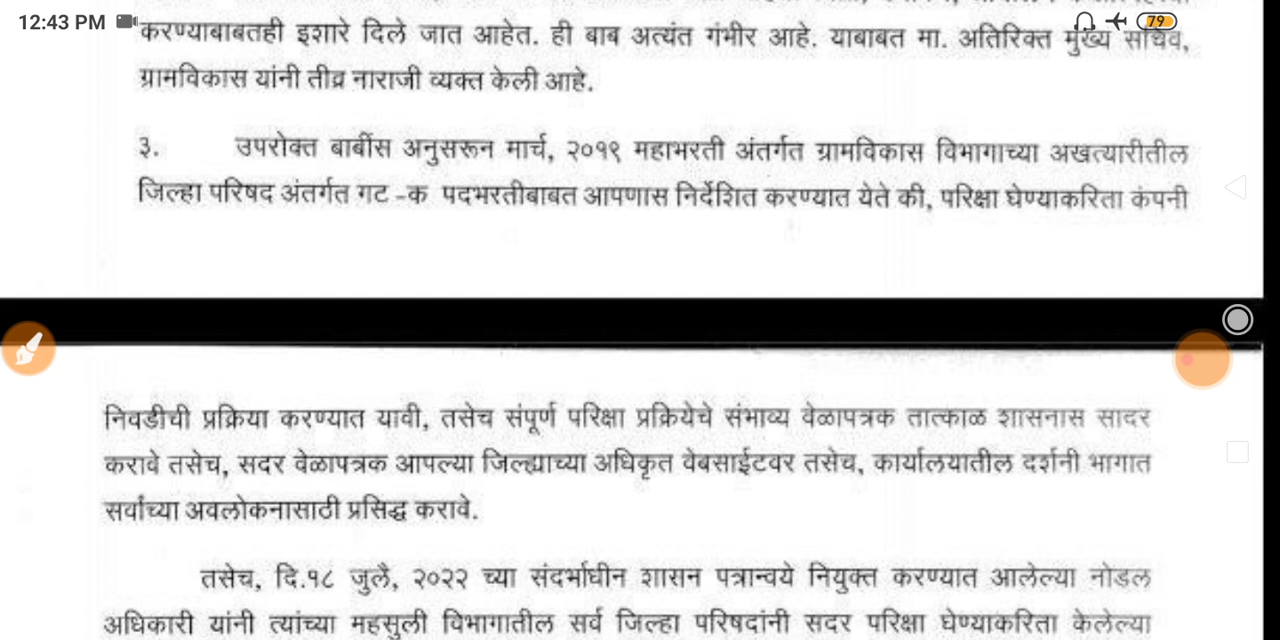 12:43 PM
79
करण्याबाबतही इशारे दिले जात आहेत. ही बाब अत्यंत गंभीर आहे. याबाबत मा. अतिरिक्त मुख्य सचिव,
ग्रामविकास यांनी तीव्र नाराजी व्यक्त केली आहे.
३. उपरोक्त बाबींस अनुसरून मार्च, २०१९ महाभरती अंतर्गत ग्रामविकास विभागाच्या अखत्यारीतील
जिल्हा परिषद अंतर्गत गट -क पदभरतीबाबत आपणास निर्देशित करण्यात येते की, परिक्षा घेण्याकरिता कंपनी
निवडीची प्रक्रिया करण्यात यावी, तसेच संपूर्ण परिक्षा प्रक्रियेचे संभाव्य वेळापत्रक तात्काळ शासनास सादर
करावे तसेच, सदर वेळापत्रक आपल्या जिल्ह्याच्या अधिकृत वेबसाईटवर तसेच, कार्यालयातील दर्शनी भागात
सर्वांच्या अवलोकनासाठी प्रसिद्ध करावे.
तसेच, दि.१८ जुलै, २०२२ च्या संदर्भाधीन शासन पत्रान्वये नियुक्त करण्यात आलेल्या नोडल
अधिकारी यांनी त्यांच्या महसुली विभागातील सर्व जिल्हा परिषदांनी सदर परिक्षा घेण्याकरिता केलेल्या